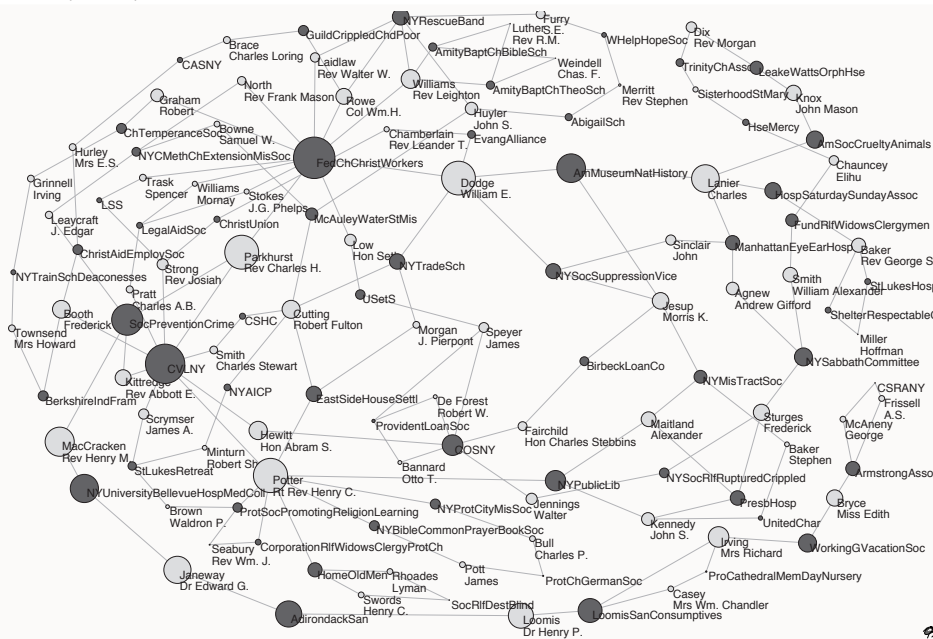 NYRescueBand
Furry
S.E.
Luther
Rev R.M.
GuildCrippledChdPoor
WHelpHopeSoc
Dix
Rev Morgan
Brace
Charles Loring
AmityBaptChBibleSch
Laidlaw
Rev Walter W.
Weindell
Chas. F.
CASNY
TrinityChAssc
LeakeWattsOrphHse
North
Rev Frank Mason
Williams
Rev Leighton
AmityBaptChTheoSch
Merritt
Rev Stephen
SisterhoodStMary
Knox
John Mason
Graham
Robert
Rowe
Col Wm.H.
Huyler
John S.
AbigailSch
HseMercy
ChTemperanceSoc
Bowne
Samuel W.
Chamberlain
Rev Leander T.
EvangAlliance
AmSocCrueltyAnimals
Hurley
Mrs E.S.
NYCMethChExtensionMisSoc
FedChChristWorkers
AmMuseumNatHistory
Chauncey
Elihu
Grinnell
Irving
Trask
Spencer
Williams
Mornay
Stokes
J.G. Phelps
Dodge
William E.
Lanier
Charles
HospSaturdaySundayAssoc
LSS
Leaycraft
J. Edgar
LegalAidSoc
ChristUnion
McAuleyWaterStMis
FundRlfWidowsClergymen
ChristAidEmploySoc
Parkhurst
Rev Charles H.
Low
Hon Seth
Sinclair
John
ManhattanEyeEarHosp
Baker
Rev George S
NYTrainSchDeaconesses
Strong
Rev Josiah
NYTradeSch
NYSocSuppressionVice
Smith
William Alexander
StLukesHosp
Pratt
Charles A.B.
USetS
Agnew
Andrew Gifford
Jesup
Morris K.
Booth
Frederick
SocPreventionCrime
CSHC
Cutting
Robert Fulton
ShelterRespectable
Townsend
Mrs Howard
Morgan
J. Pierpont
Speyer
James
Miller
Hoffman
Smith
Charles Stewart
CVLNY
BirbeckLoanCo
NYSabbathCommittee
Kittredge
Rev Abbott E.
NYAICP
NYMisTractSoc
CSRANY
BerkshireIndFram
EastSideHouseSettl
De Forest
Robert W.
Frissell
A.S.
Scrymser
James A.
ProvidentLoanSoc
Fairchild
Hon Charles Stebbins
Maitland
Alexander
Sturges
Frederick
McAneny
George
MacCracken
Rev Henry M.
Hewitt
Hon Abram S.
COSNY
Baker
Stephen
Minturn
Robert Sh
StLukesRetreat
Bannard
Otto T.
ArmstrongAsso
Potter
Rt Rev Henry C.
NYPublicLib
NYSocRlfRupturedCrippled
NYUniversityBellevueHospMedColl
Jennings
Walter
PresbHosp
Bryce
Miss Edith
Brown
Waldron P.
ProtSocPromotingReligionLearning
NYProtCityMisSoc
Kennedy
John S.
UnitedChar
NYBibleCommonPrayerBookSoc
Bull
Charles P.
Irving
Mrs Richard
WorkingGVacationSoc
Seabury
Rev Wm. J.
CorporationRlfWidowsClergyProtCh
Pott
James
ProtChGermanSoc
ProCathedralMemDayNursery
Janeway
Dr Edward G.
HomeOldMen
Rhoades
Lyman
Swords
Henry C.
SocRlfDestBlind
Casey
Mrs Wm. Chandler
AdirondackSan
Loomis
Dr Henry P.
LoomisSanConsumptives